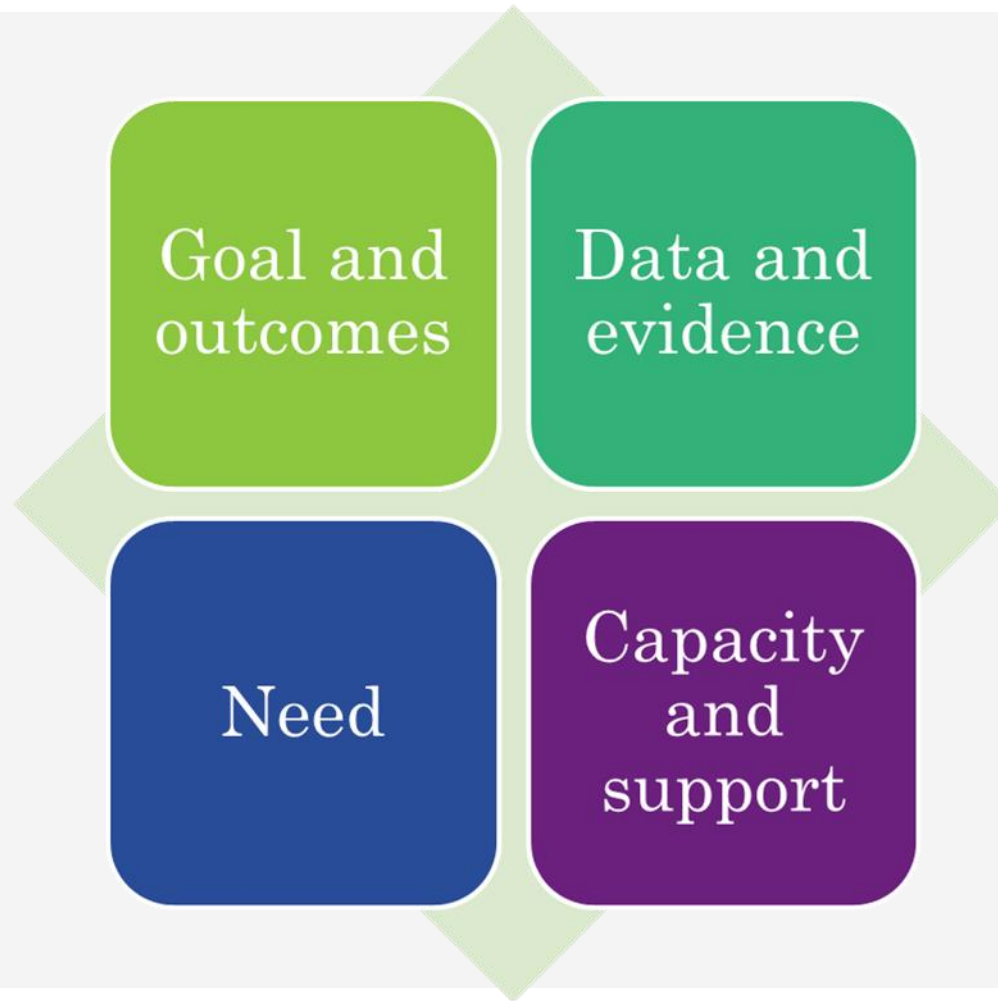 Goal and
outcomes
Data and
evidence
Need
Capacity
and
support